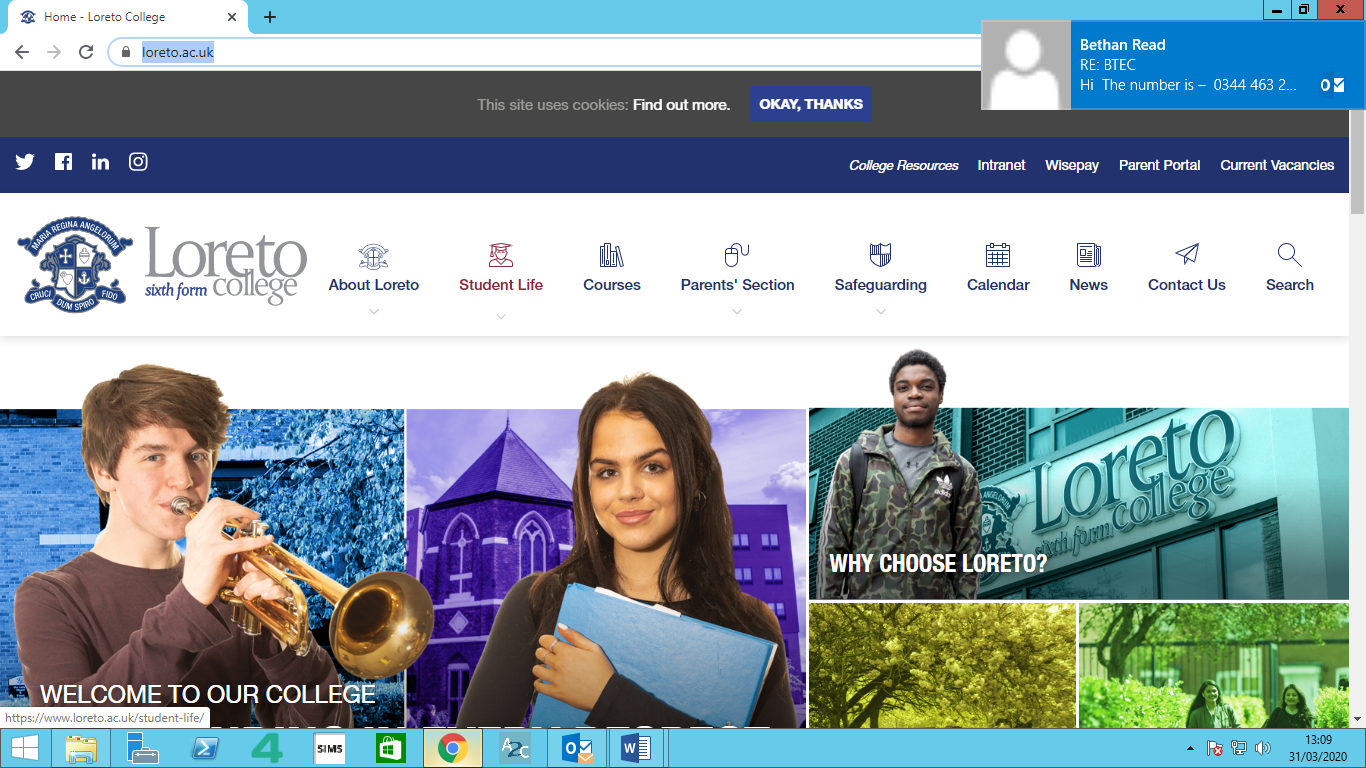 Home - Loreto College
loreto.ac.uk
Bethan Read
RE: BTEC
Hi The number is – 0344 463 2...
0
This site uses cookies: Find out more.
OKAY, THANKS
College Resources Intranet Wisepay Parent Portal Current Vacancies
MARIA REGINA ANGELORUM
CRUCI DUM SPIRO FIDO
Loreto
sixth form college
About Loreto Student Life Courses Parents' Section Safeguarding Calendar News Contact Us Search
adidas
Loreto
sixth form college
WHY CHOOSE LORETO?
WELCOME TO OUR COLLEGE
https://www.loreto.ac.uk/student-life/
4
SIMS
A2C
13:09
31/03/2020